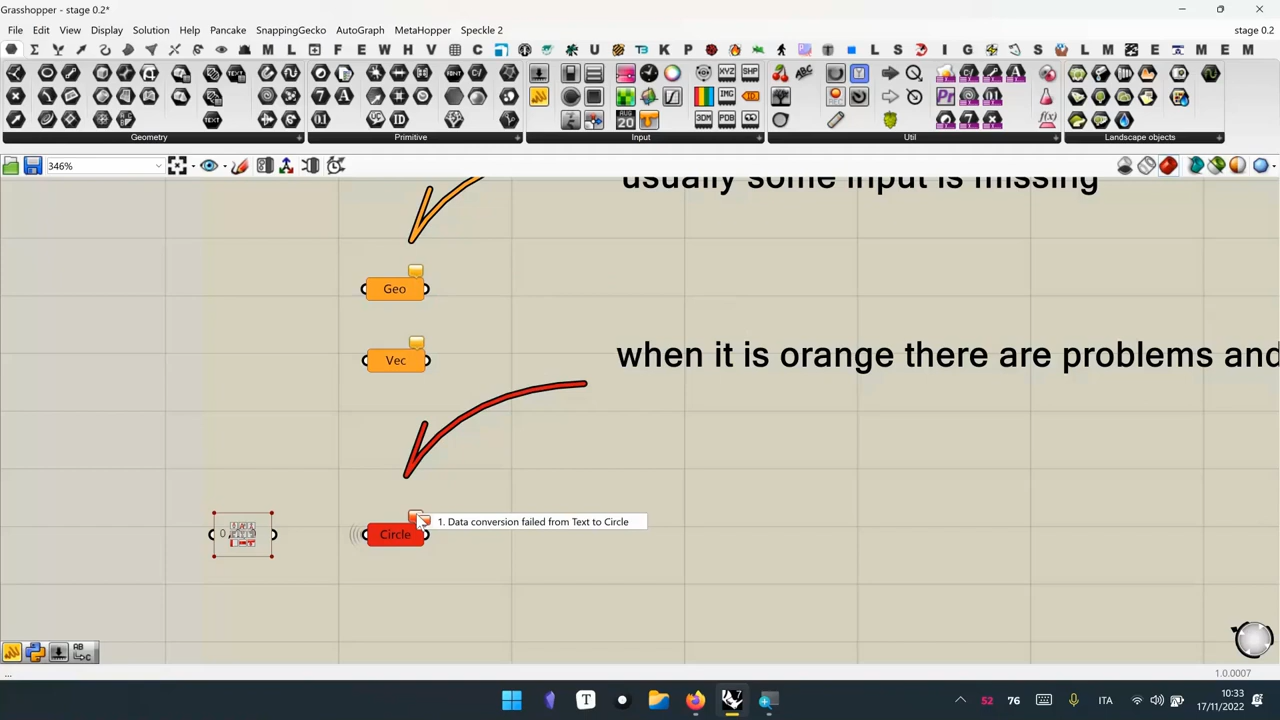 Grasshopper - stage 0.2*
File Edit View Display Solution Help Pancake SnappingGecko AutoGraph MetaHopper Speckle 2
stage 0.2
Geometry
Primitive
Input
Util
Landscape objects
346%
usually some input is missing
Geo
Vec
when it is orange there are problems and
1. Data conversion failed from Text to Circle
Circle
...
1.0.0007
52
76
ITA
10:33
17/11/2022